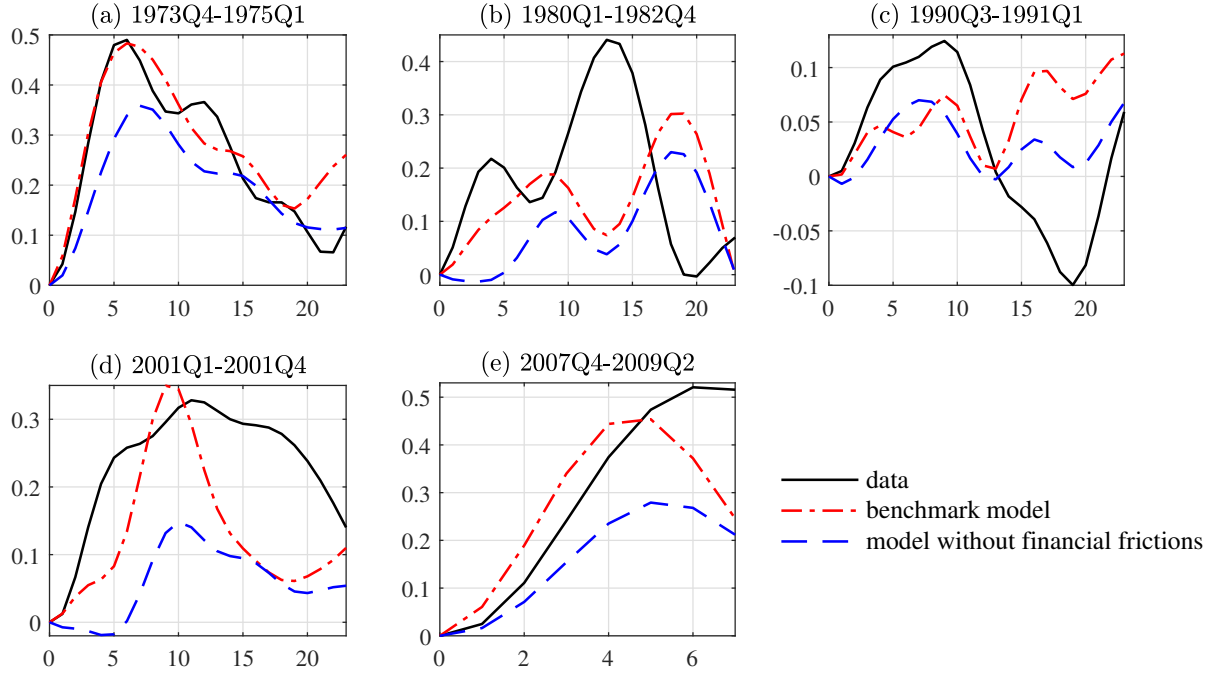 (a) 1973Q4-1975Q1
(b) 1980Q1-1982Q4
(c) 1990Q3-1991Q1
0.5
0.4
0.3
0.2
0.1
0
0 5 10 15 20
0.4
0.3
0.2
0.1
0
0 5 10 15 20
0.1
0.05
0
-0.05
-0.1
0 5 10 15 20
(d) 2001Q1-2001Q4
(e) 2007Q4-2009Q2
0.3
0.2
0.1
0
0 5 10 15 20
0.5
0.4
0.3
0.2
0.1
0
0 2 4 6
data
benchmark model
model without financial frictions